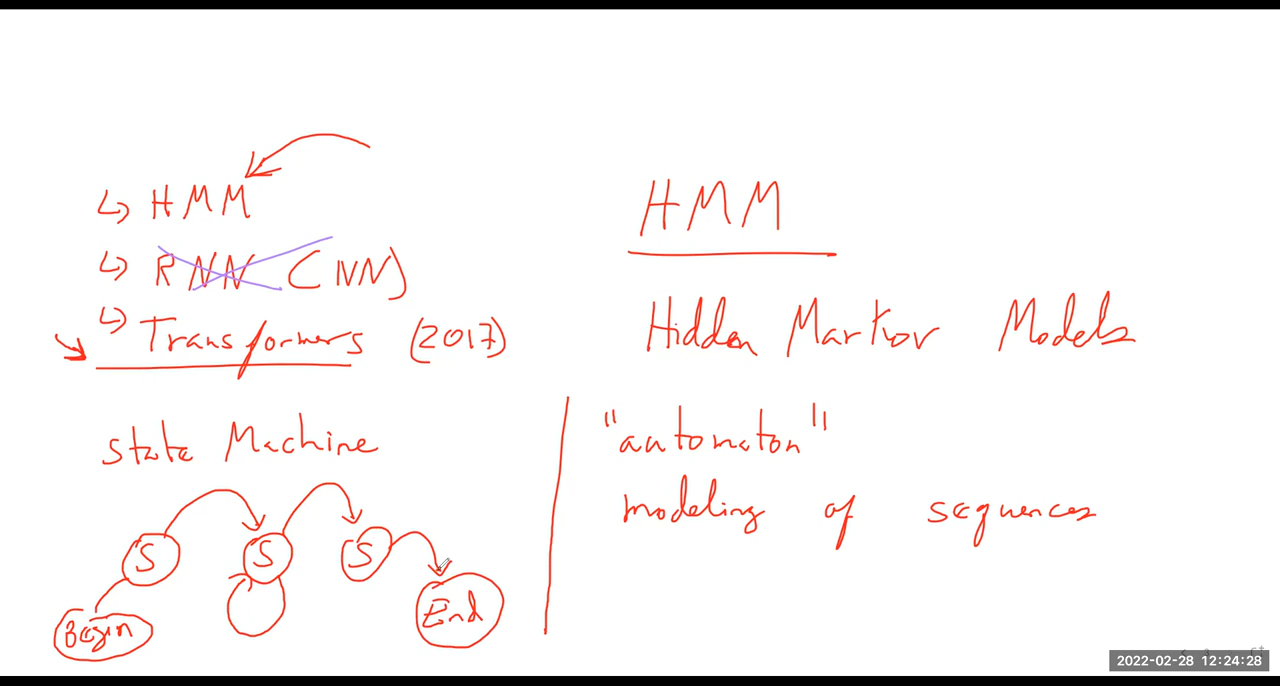 ↳ HMM
↳ RNN (NN)
↳ Transformers (2017)
State Machine
S S S
Begin
End
HMM
Hidden Markov Models
"automaton"
modeling of sequences
2022-02-28 12:24:28